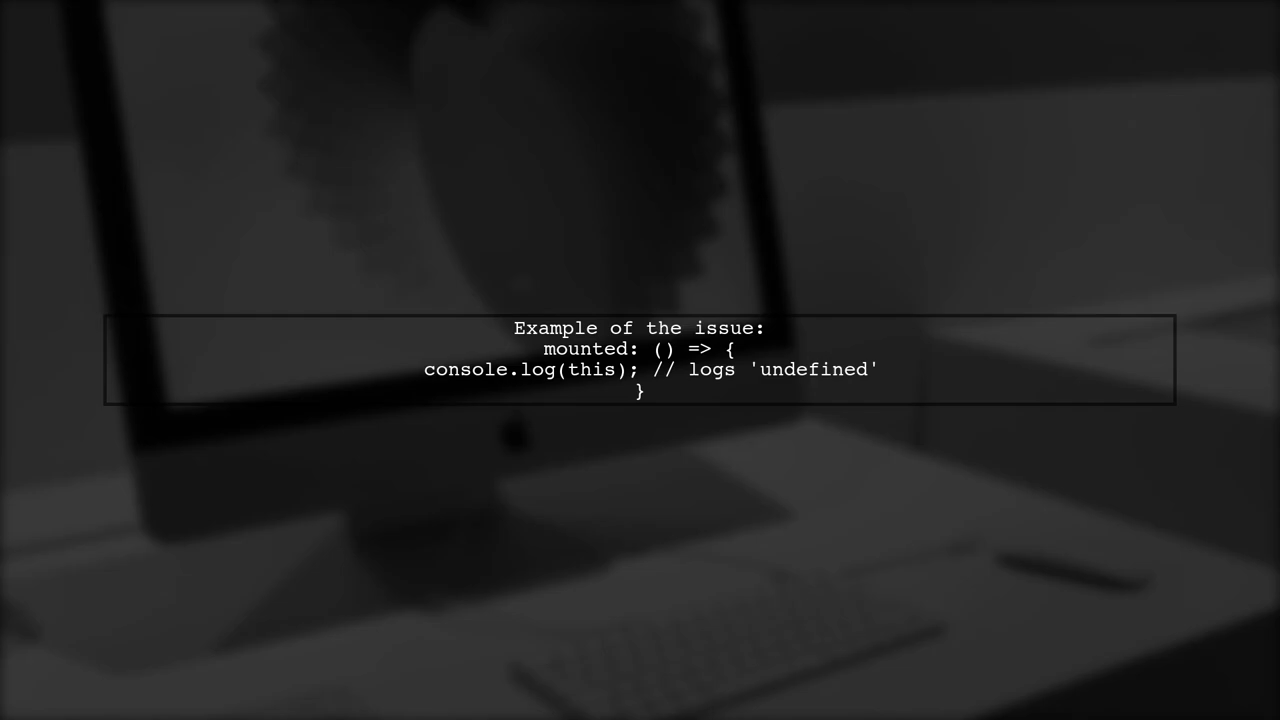 Example of the issue:
mounted: () => {
console.log(this); // logs 'undefined'
}